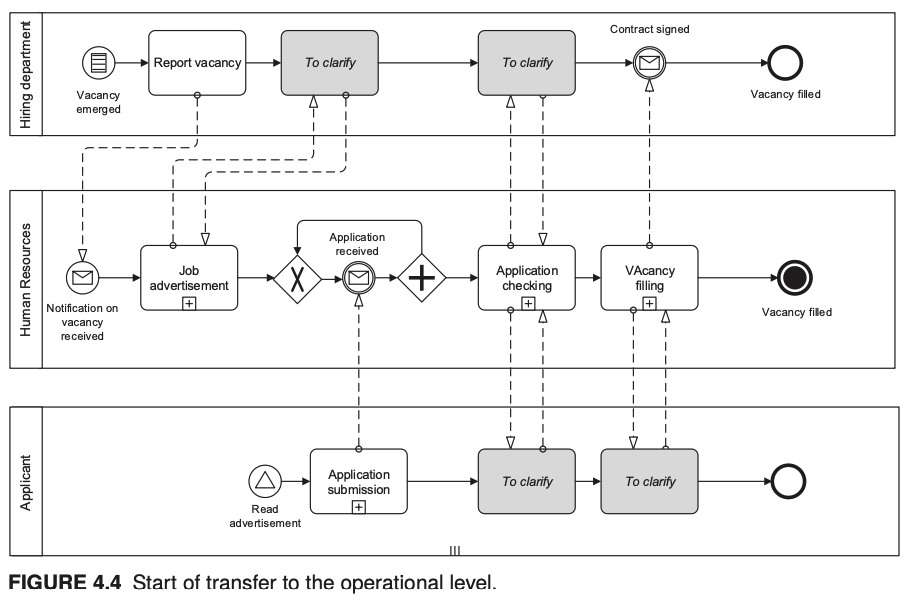 Hiring department
Vacancy
emerged
Report vacancy
To clarify
To clarify
Contract signed
Vacancy filled
Human Resources
Notification on
vacancy
received
Job
advertisement
X
Application
received
Application
checking
VAcancy
filling
Vacancy filled
Applicant
Read
advertisement
Application
submission
To clarify
To clarify
FIGURE 4.4 Start of transfer to the operational level.